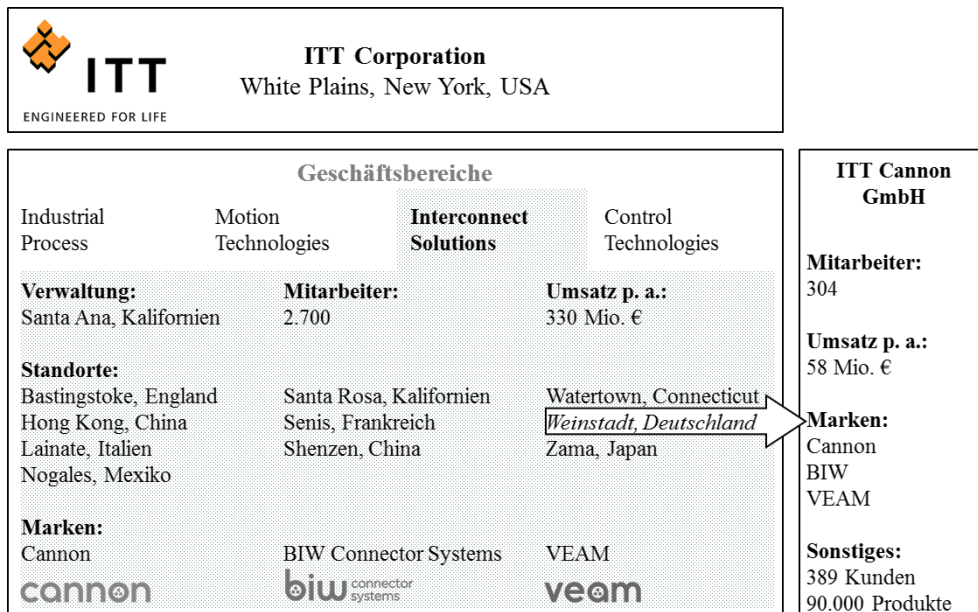 ITT
ENGINEERED FOR LIFE
ITT Corporation
White Plains, New York, USA
Geschäftsbereiche
Industrial
Process
Motion
Technologies
Interconnect
Solutions
Control
Technologies
Verwaltung:
Santa Ana, Kalifornien
Mitarbeiter:
2.700
Umsatz p. a.:
330 Mio. €
Standorte:
Bastingstoke, England
Hong Kong, China
Lainate, Italien
Nogales, Mexiko
Santa Rosa, Kalifornien
Senis, Frankreich
Shenzen, China
Watertown, Connecticut
Weinstadt, Deutschland
Zama, Japan
Marken:
Cannon
cannon
BIW Connector Systems
biw connector
systems
VEAM
veam
ITT Cannon
GmbH
Mitarbeiter:
304
Umsatz p. a.:
58 Mio. €
Marken:
Cannon
BIW
VEAM
Sonstiges:
389 Kunden
90.000 Produkte